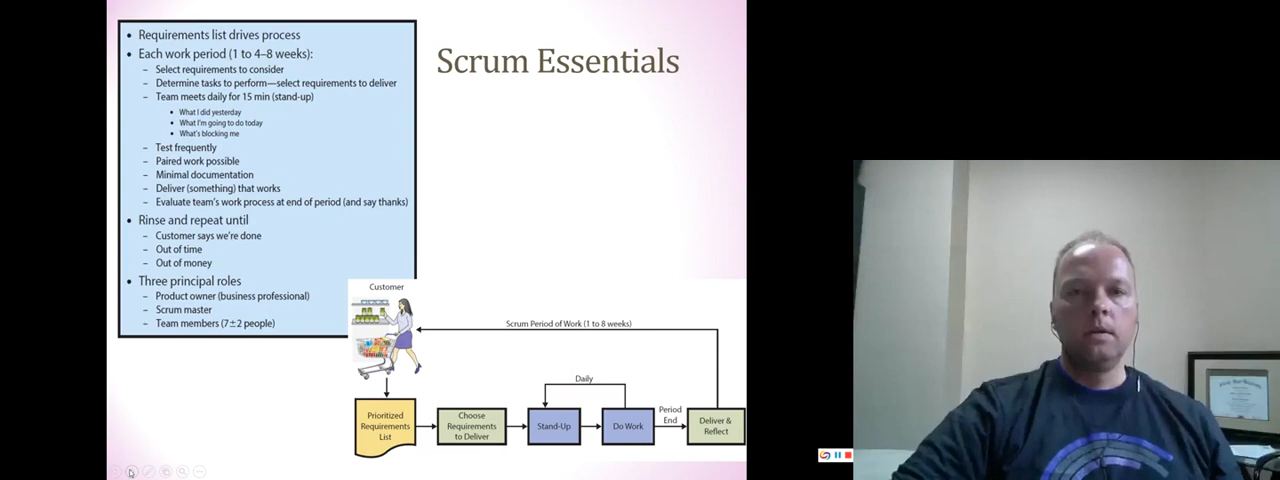 Scrum Essentials
• Requirements list drives process
• Each work period (1 to 4–8 weeks):
– Select requirements to consider
– Determine tasks to perform—select requirements to deliver
– Team meets daily for 15 min (stand-up)
• What I did yesterday
• What I'm going to do today
• What's blocking me
– Test frequently
– Paired work possible
– Minimal documentation
– Deliver (something) that works
– Evaluate team's work process at end of period (and say thanks)
• Rinse and repeat until
– Customer says we're done
– Out of time
– Out of money
• Three principal roles
– Product owner (business professional)
– Scrum master
– Team members (7±2 people)
Customer
Scrum Period of Work (1 to 8 weeks)
Daily
Prioritized
Requirements
List
Choose
Requirements
to Deliver
Stand-Up
Do Work
Period
End
Deliver &
Reflect